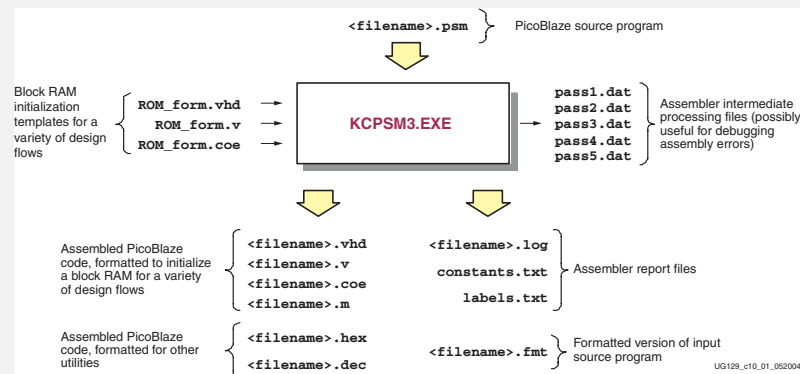 <filename>.psm
PicoBlaze source program
Block RAM
initialization
templates for a
variety of design
flows
ROM_form.vhd
ROM_form.v
ROM_form.coe
KCPSM3.EXE
pass1.dat
pass2.dat
pass3.dat
pass4.dat
pass5.dat
Assembler intermediate
processing files (possibly
useful for debugging
assembly errors)
Assembled PicoBlaze
code, formatted to initialize
a block RAM for a variety
of design flows
<filename>.vhd
<filename>.v
<filename>.coe
<filename>.m
<filename>.log
constants.txt
labels.txt
Assembler report files
Assembled PicoBlaze
code, formatted for other
utilities
<filename>.hex
<filename>.dec
<filename>.fmt
Formatted version of input
source program
UG129_c10_01_052004